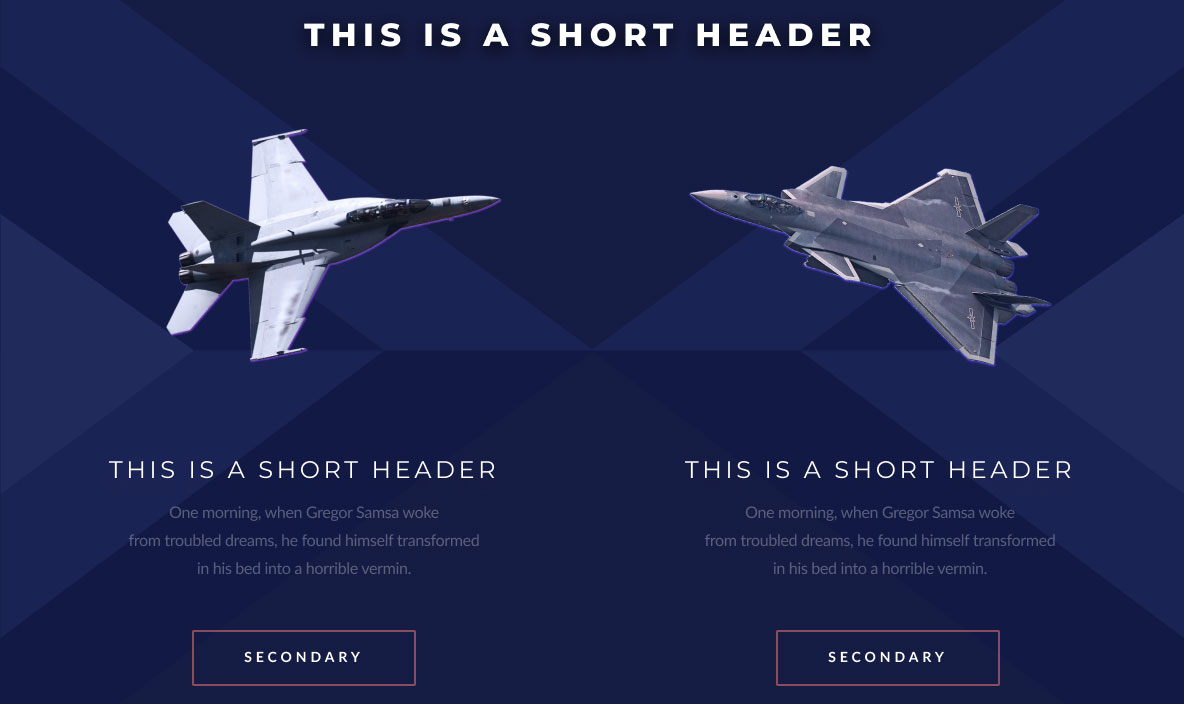 THIS IS A SHORT HEADER
THIS IS A SHORT HEADER
One morning, when Gregor Samsa woke
from troubled dreams, he found himself transformed
in his bed into a horrible vermin.
SECONDARY
THIS IS A SHORT HEADER
One morning, when Gregor Samsa woke
from troubled dreams, he found himself transformed
in his bed into a horrible vermin.
SECONDARY